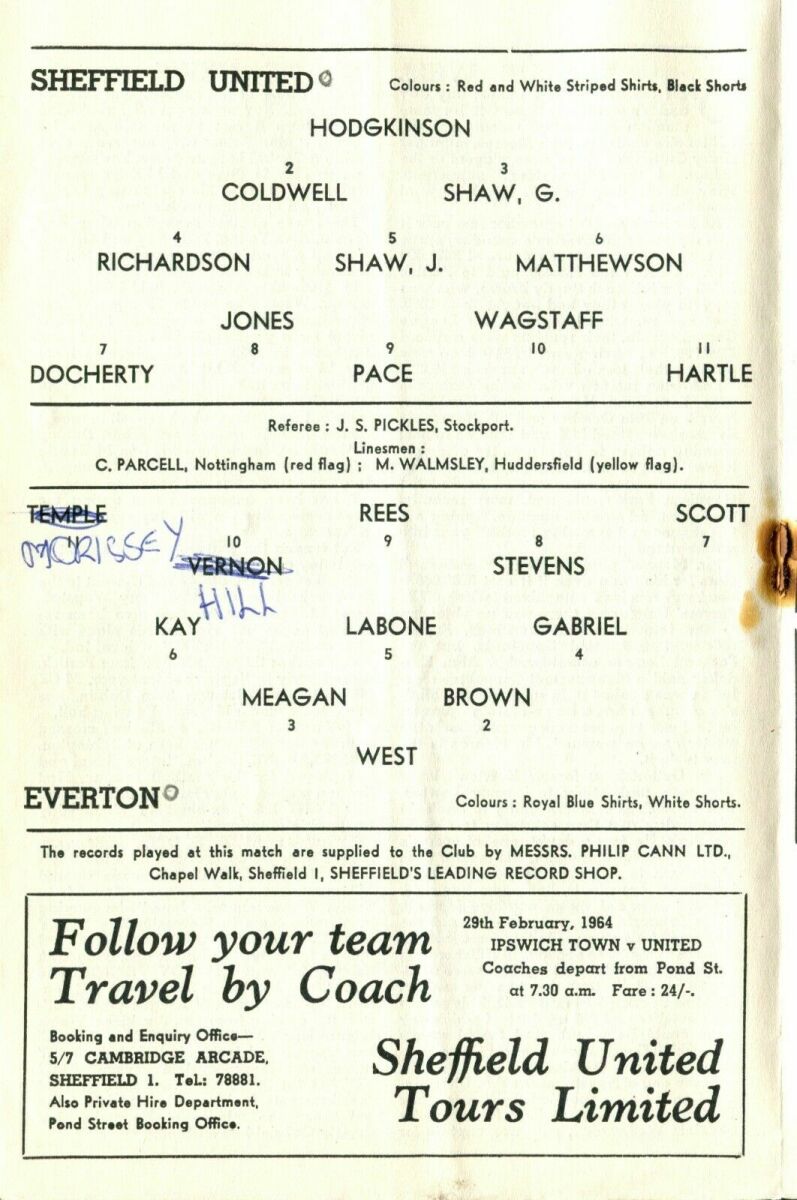 SHEFFIELD UNITED 0 Colours : Red and White Striped Shirts, Black Shorts
HODGKINSON
2 3
COLDWELL SHAW, G.
4 5 6
RICHARDSON SHAW, J. MATTHEWSON
JONES WAGSTAFF
7 8 9 10 11
DOCHERTY PACE HARTLE
Referee : J. S. PICKLES, Stockport.
Linesmen :
C. PARCELL, Nottingham (red flag) ; M. WALMSLEY, Huddersfield (yellow flag).
TEMPLE REES SCOTT
MORISSEY 10 9 8 7
VERNON STEVENS
HILL
KAY LABONE GABRIEL
6 5 4
MEAGAN BROWN
3 2
WEST
EVERTON 0 Colours : Royal Blue Shirts, White Shorts.
The records played at this match are supplied to the Club by MESSRS. PHILIP CANN LTD.,
Chapel Walk, Sheffield 1, SHEFFIELD'S LEADING RECORD SHOP.
Follow your team
Travel by Coach
29th February, 1964
IPSWICH TOWN v UNITED
Coaches depart from Pond St.
at 7.30 a.m. Fare : 24/-.
Booking and Enquiry Office—
5/7 CAMBRIDGE ARCADE,
SHEFFIELD 1. Tel.: 78881.
Also Private Hire Department,
Pond Street Booking Office.
Sheffield United
Tours Limited